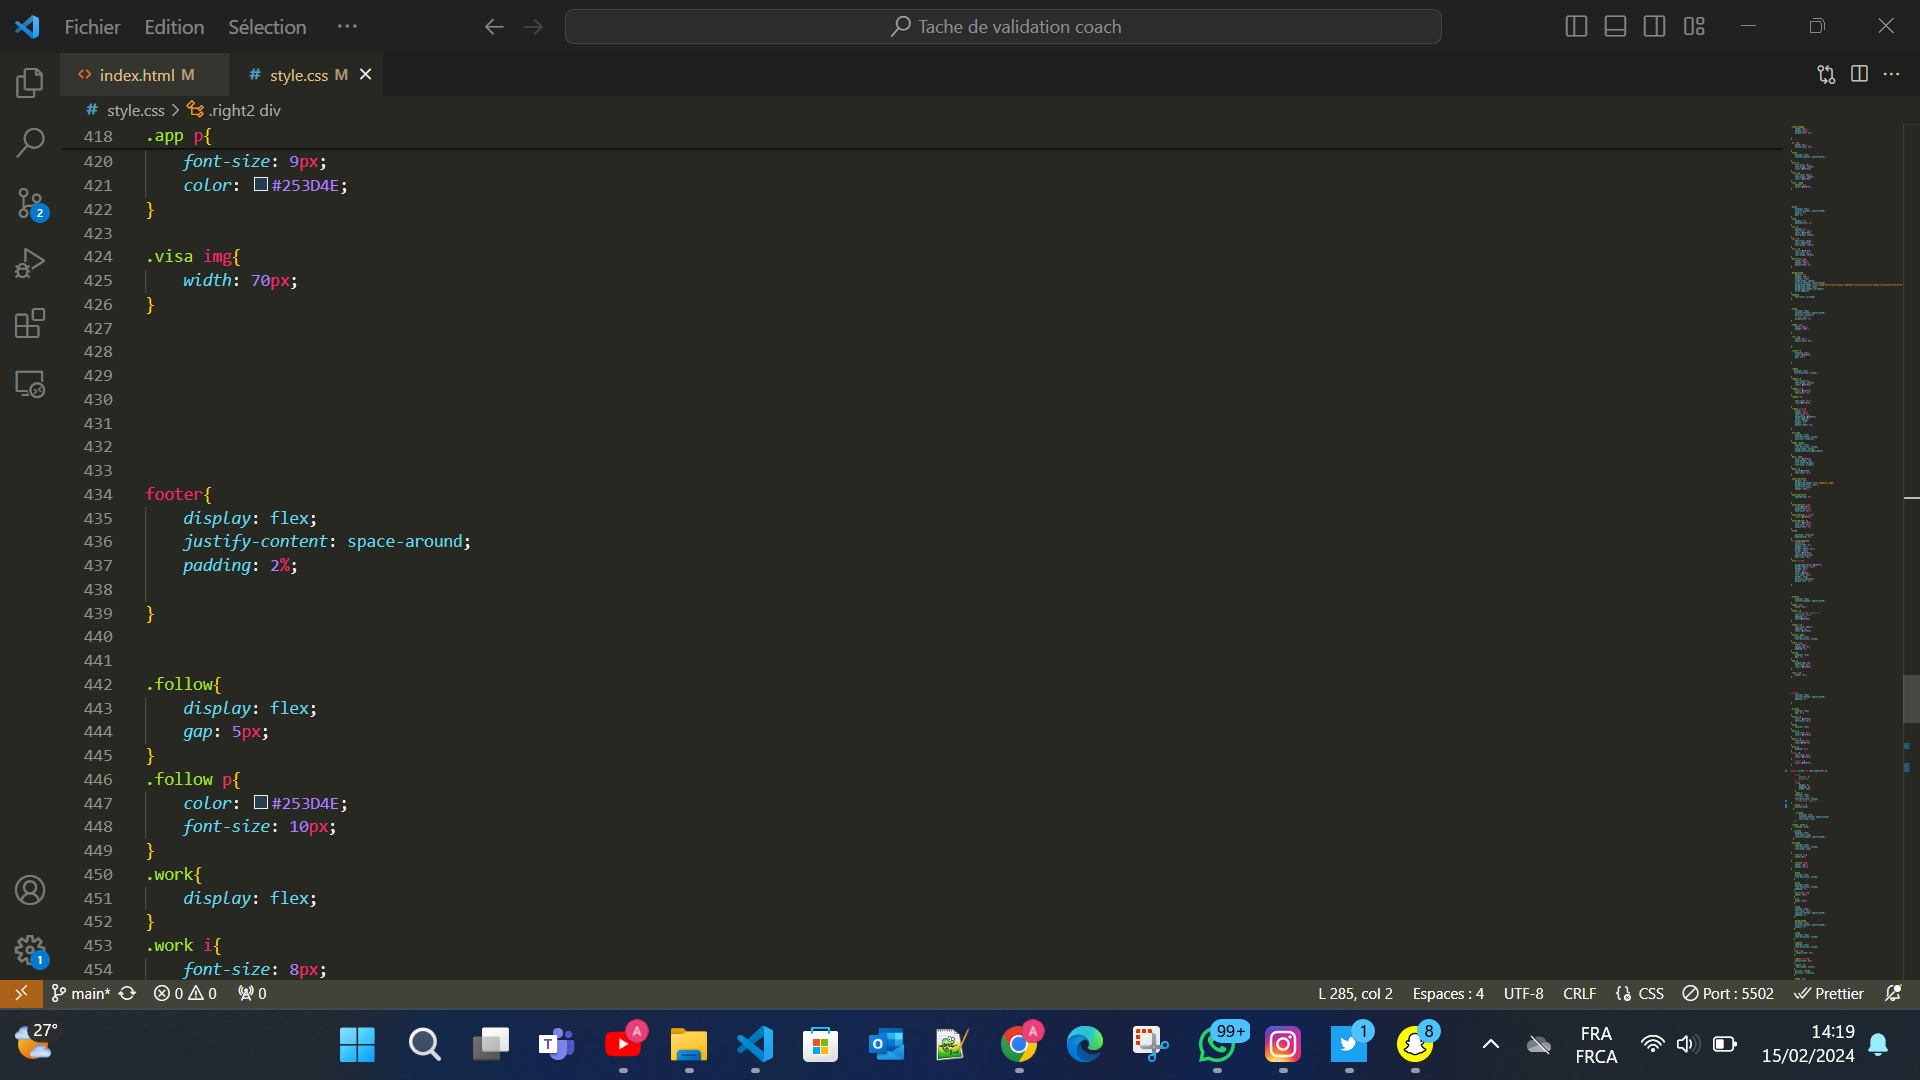 Fichier Edition Sélection ···
Tache de validation coach
<> index.html M # style.css M
# style.css > .right2 div
418 .app p{
420 font-size: 9px;
421 color: #253D4E;
422 }
423
424 .visa img{
425 width: 70px;
426 }
427
428
429
430
431
432
433
434 footer{
435 display: flex;
436 justify-content: space-around;
437 padding: 2%;
438
439 }
440
441
442 .follow{
443 display: flex;
444 gap: 5px;
445 }
446 .follow p{
447 color: #253D4E;
448 font-size: 10px;
449 }
450 .work{
451 display: flex;
452 }
453 .work i{
454 font-size: 8px;
2
1
main* 0 0 0 L 285, col 2 Espaces : 4 UTF-8 CRLF CSS Port : 5502 Prettier
27° T A O A 99+ 1 8 FRA 14:19
FRCA 15/02/2024